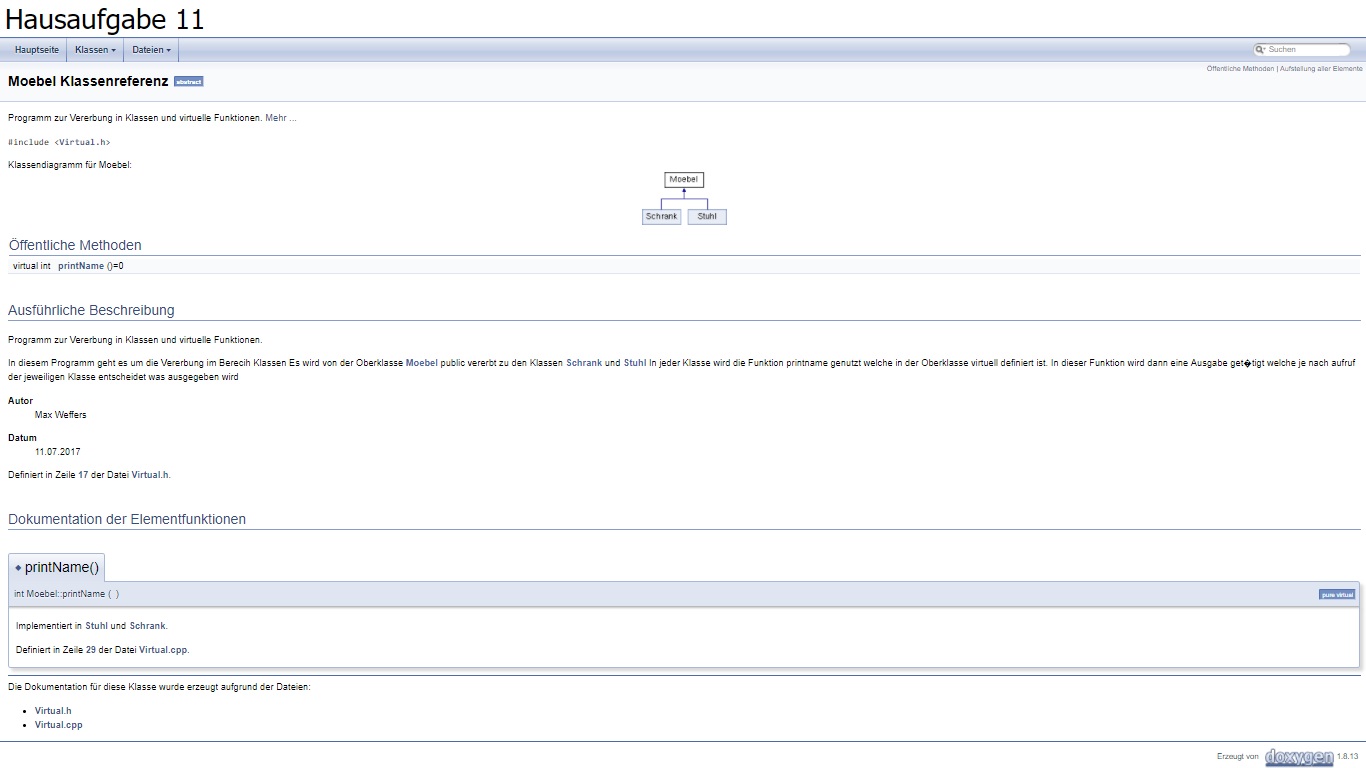 Hausaufgabe 11
Hauptseite Klassen Dateien Suchen
Öffentliche Methoden | Aufstellung aller Elemente
Moebel Klassenreferenz abstract
Programm zur Vererbung in Klassen und virtuelle Funktionen. Mehr ...
#include <Virtual.h>
Klassendiagramm für Moebel:
Moebel
Schrank Stuhl
Öffentliche Methoden
virtual int printName ()=0
Ausführliche Beschreibung
Programm zur Vererbung in Klassen und virtuelle Funktionen.
In diesem Programm geht es um die Vererbung im Berecih Klassen Es wird von der Oberklasse Moebel public vererbt zu den Klassen Schrank und Stuhl In jeder Klasse wird die Funktion printname genutzt welche in der Oberklasse virtuell definiert ist. In dieser Funktion wird dann eine Ausgabe get�tigt welche je nach aufruf
der jeweiligen Klasse entscheidet was ausgegeben wird
Autor
Max Weffers
Datum
11.07.2017
Definiert in Zeile 17 der Datei Virtual.h.
Dokumentation der Elementfunktionen
◆ printName()
int Moebel::printName ( ) pure virtual
Implementiert in Stuhl und Schrank.
Definiert in Zeile 29 der Datei Virtual.cpp.
Die Dokumentation für diese Klasse wurde erzeugt aufgrund der Dateien:
• Virtual.h
• Virtual.cpp
Erzeugt von doxygen 1.8.13